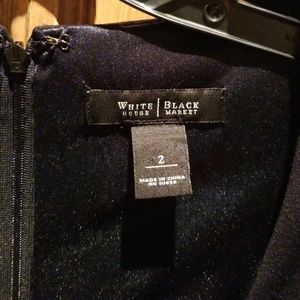 WHITE | BLACK
HOUSE | MARKET
2
MADE IN CHINA